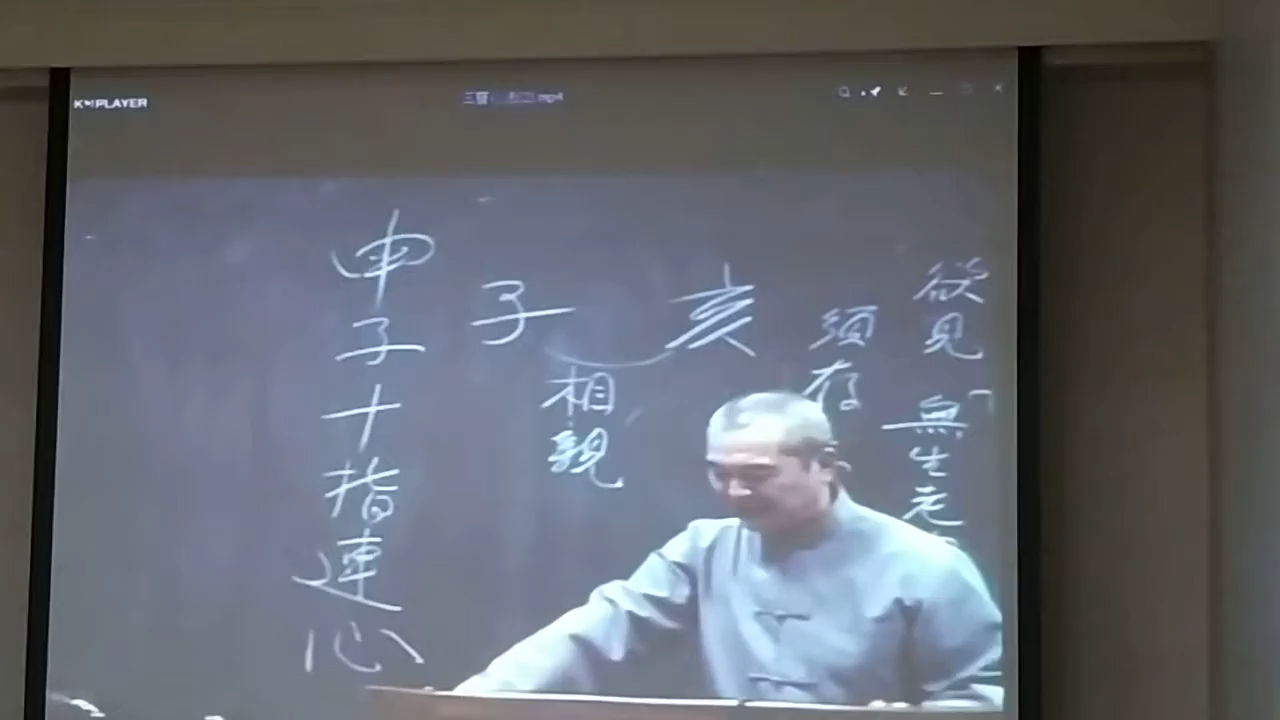 KMPLAYER
欲見
無生老
須存
亥
子
相親
申子十指連心